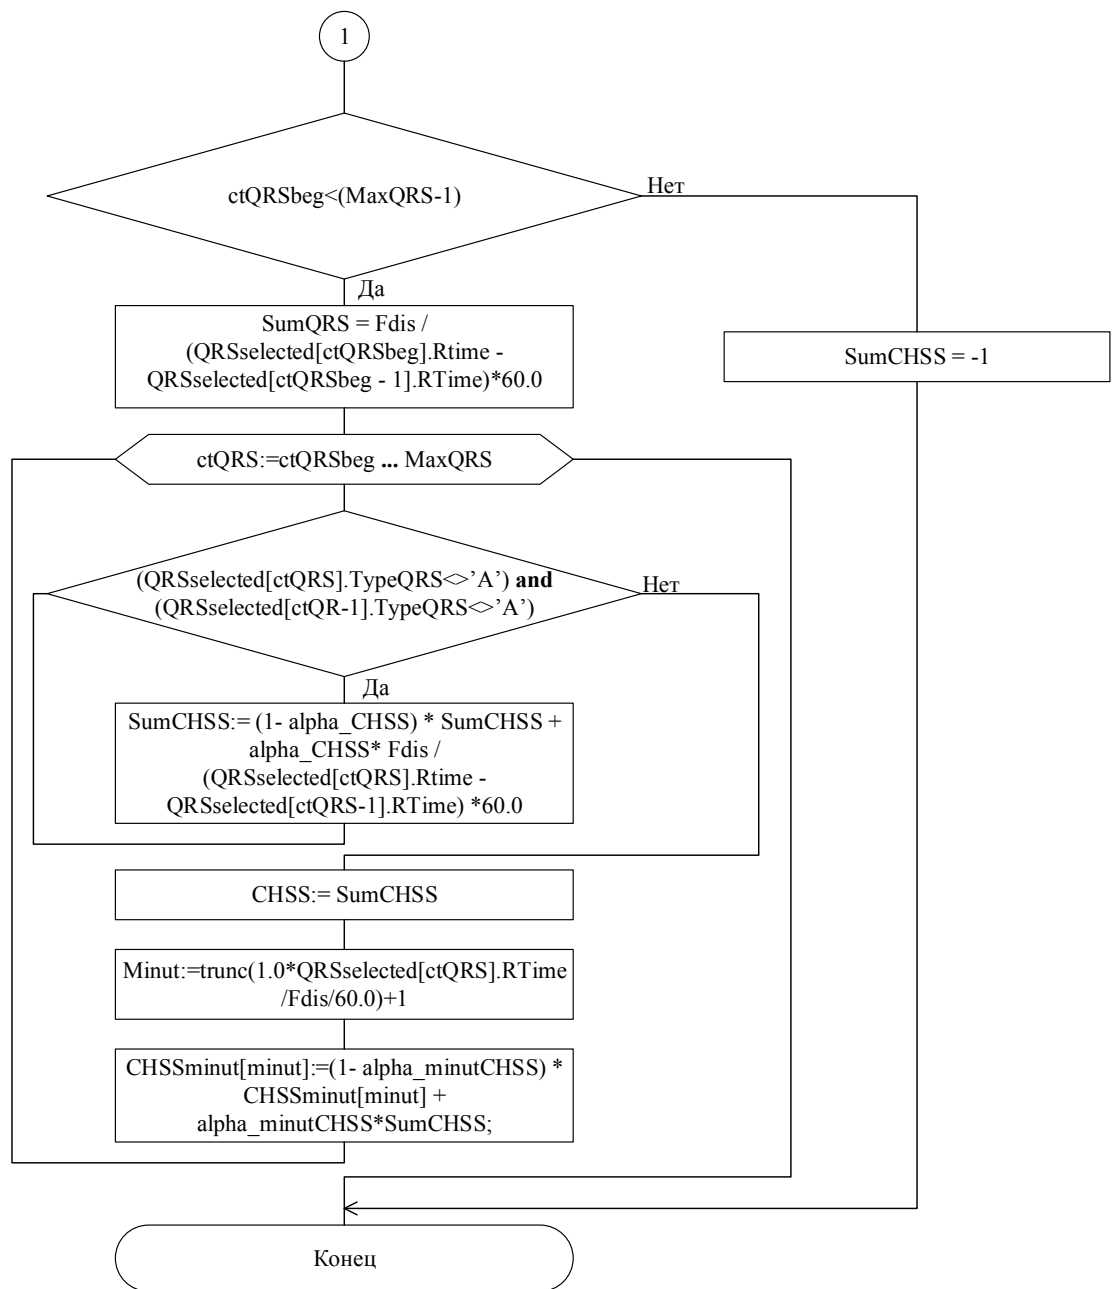 1
ctQRSbeg<(MaxQRS-1)
Нет
Да
SumQRS = Fdis /
(QRSselected[ctQRSbeg].Rtime -
QRSselected[ctQRSbeg - 1].RTime)*60.0
SumCHSS = -1
ctQRS:=ctQRSbeg ... MaxQRS
(QRSselected[ctQRS].TypeQRS<>’A’) and
(QRSselected[ctQR-1].TypeQRS<>’A’)
Нет
Да
SumCHSS:= (1- alpha_CHSS) * SumCHSS +
alpha_CHSS* Fdis /
(QRSselected[ctQRS].Rtime -
QRSselected[ctQRS-1].RTime) *60.0
CHSS:= SumCHSS
Minut:=trunc(1.0*QRSselected[ctQRS].RTime
/Fdis/60.0)+1
CHSSminut[minut]:=(1- alpha_minutCHSS) *
CHSSminut[minut] +
alpha_minutCHSS*SumCHSS;
Конец